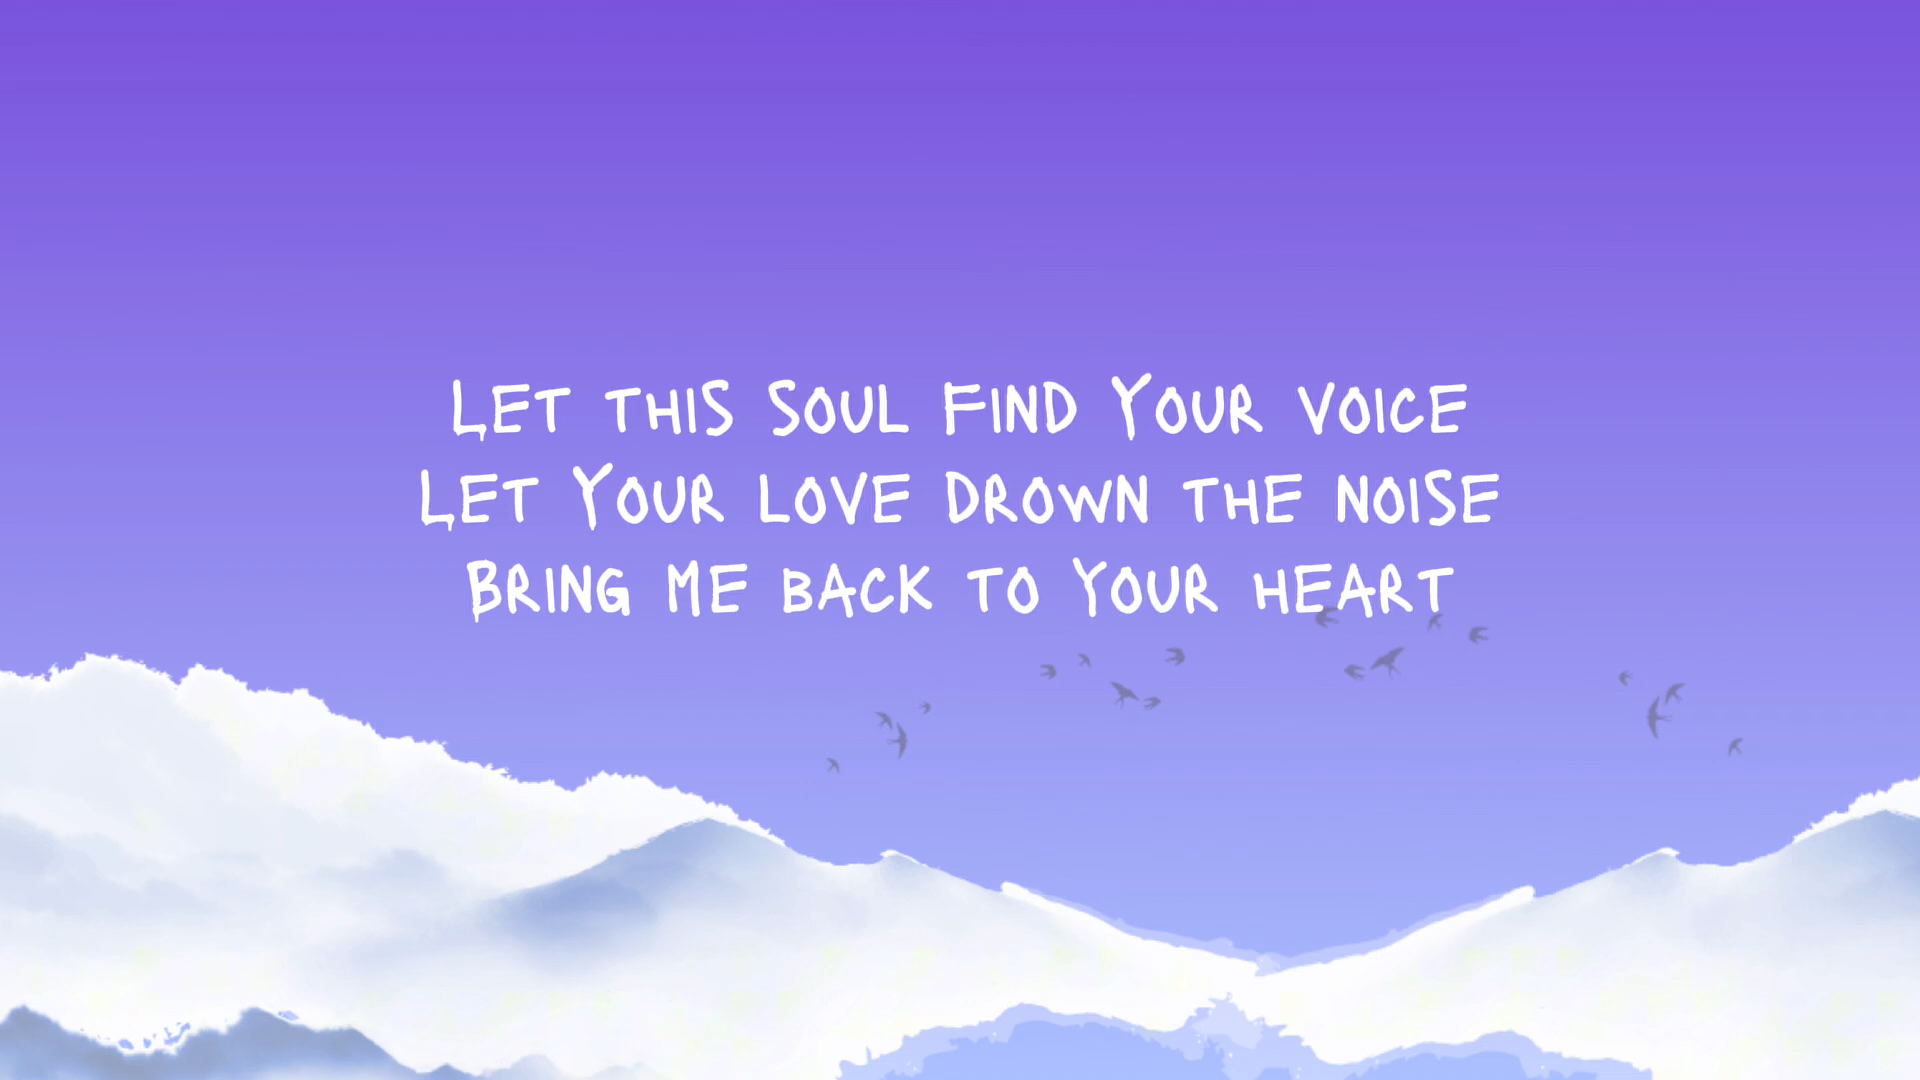 LET THIS SOUL FIND YOUR VOICE
LET YOUR LOVE DROWN THE NOISE
BRING ME BACK TO YOUR HEART